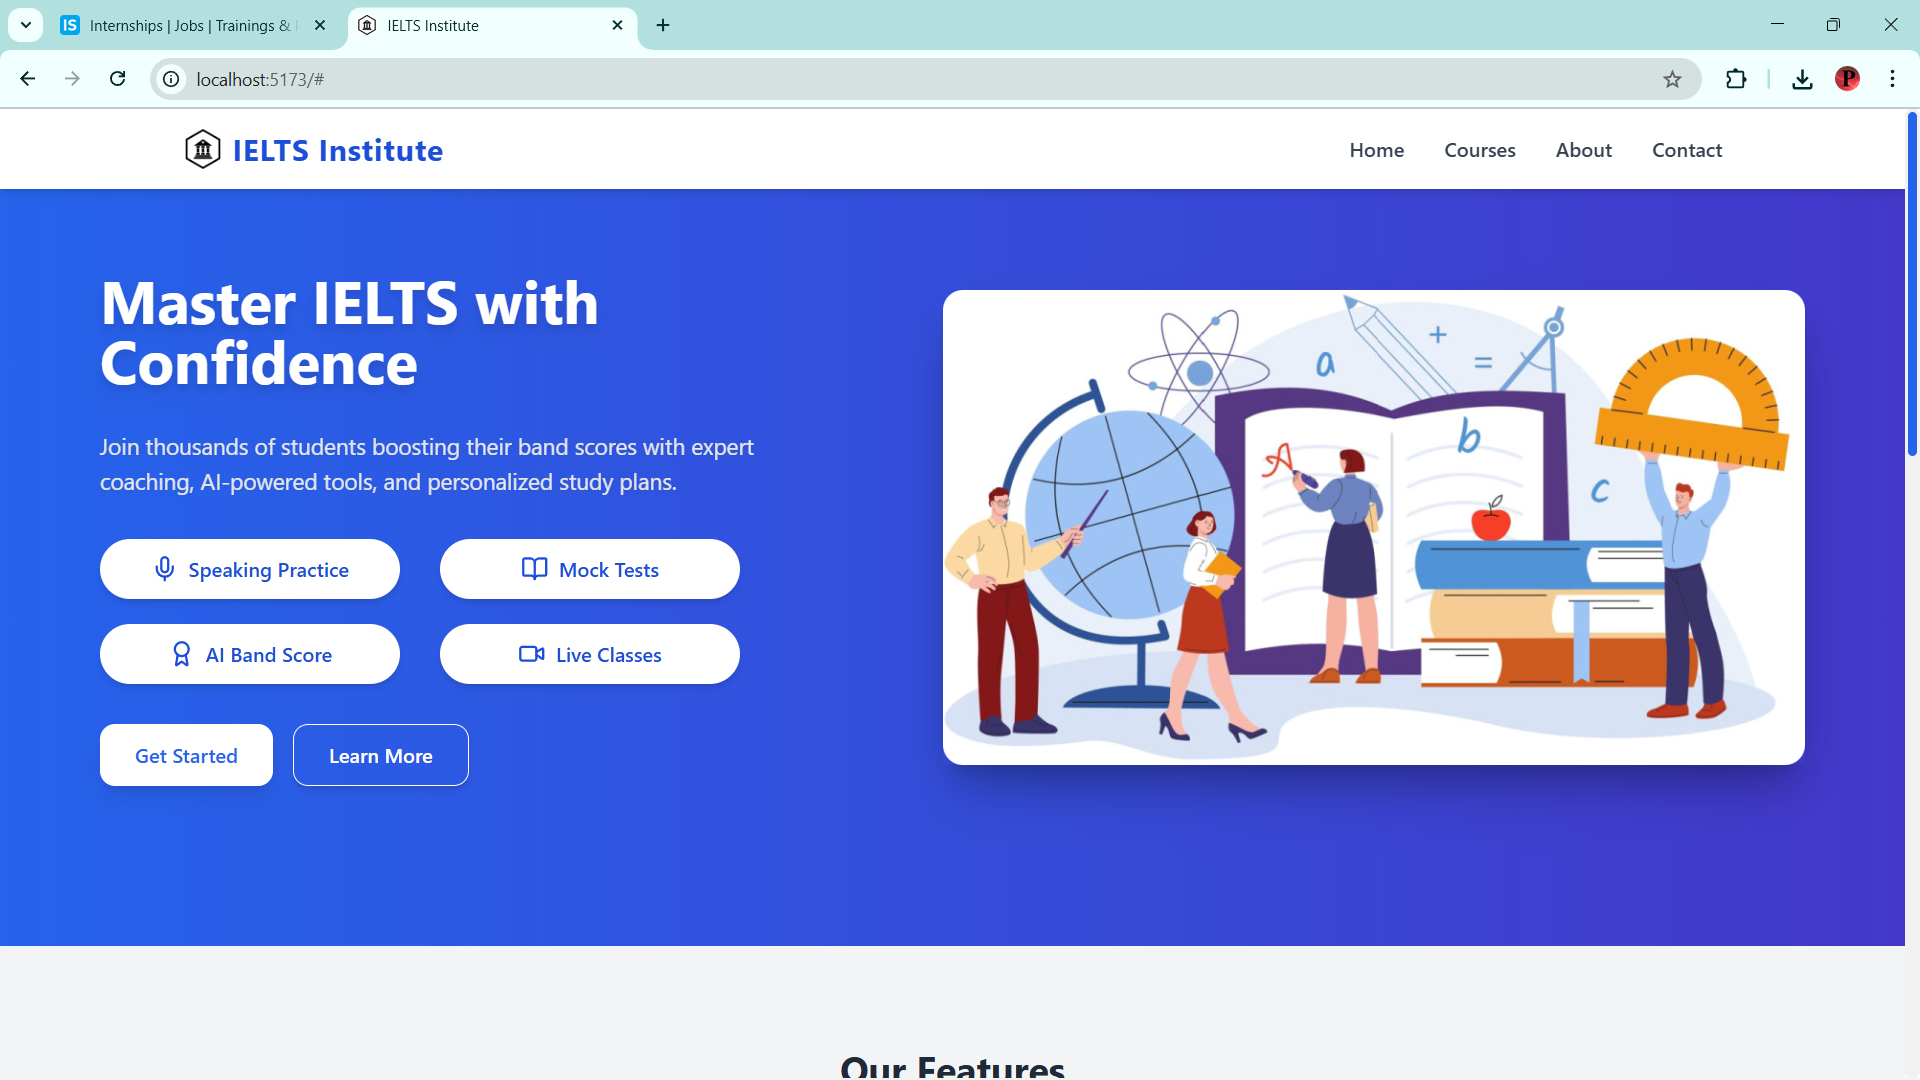 IS Internships | Jobs | Trainings &
IELTS Institute
localhost:5173/#
P
IELTS Institute
Home Courses About Contact
Master IELTS with
Confidence
Join thousands of students boosting their band scores with expert
coaching, AI-powered tools, and personalized study plans.
Speaking Practice
Mock Tests
AI Band Score
Live Classes
Get Started
Learn More
a + =
A b
c
Our Features